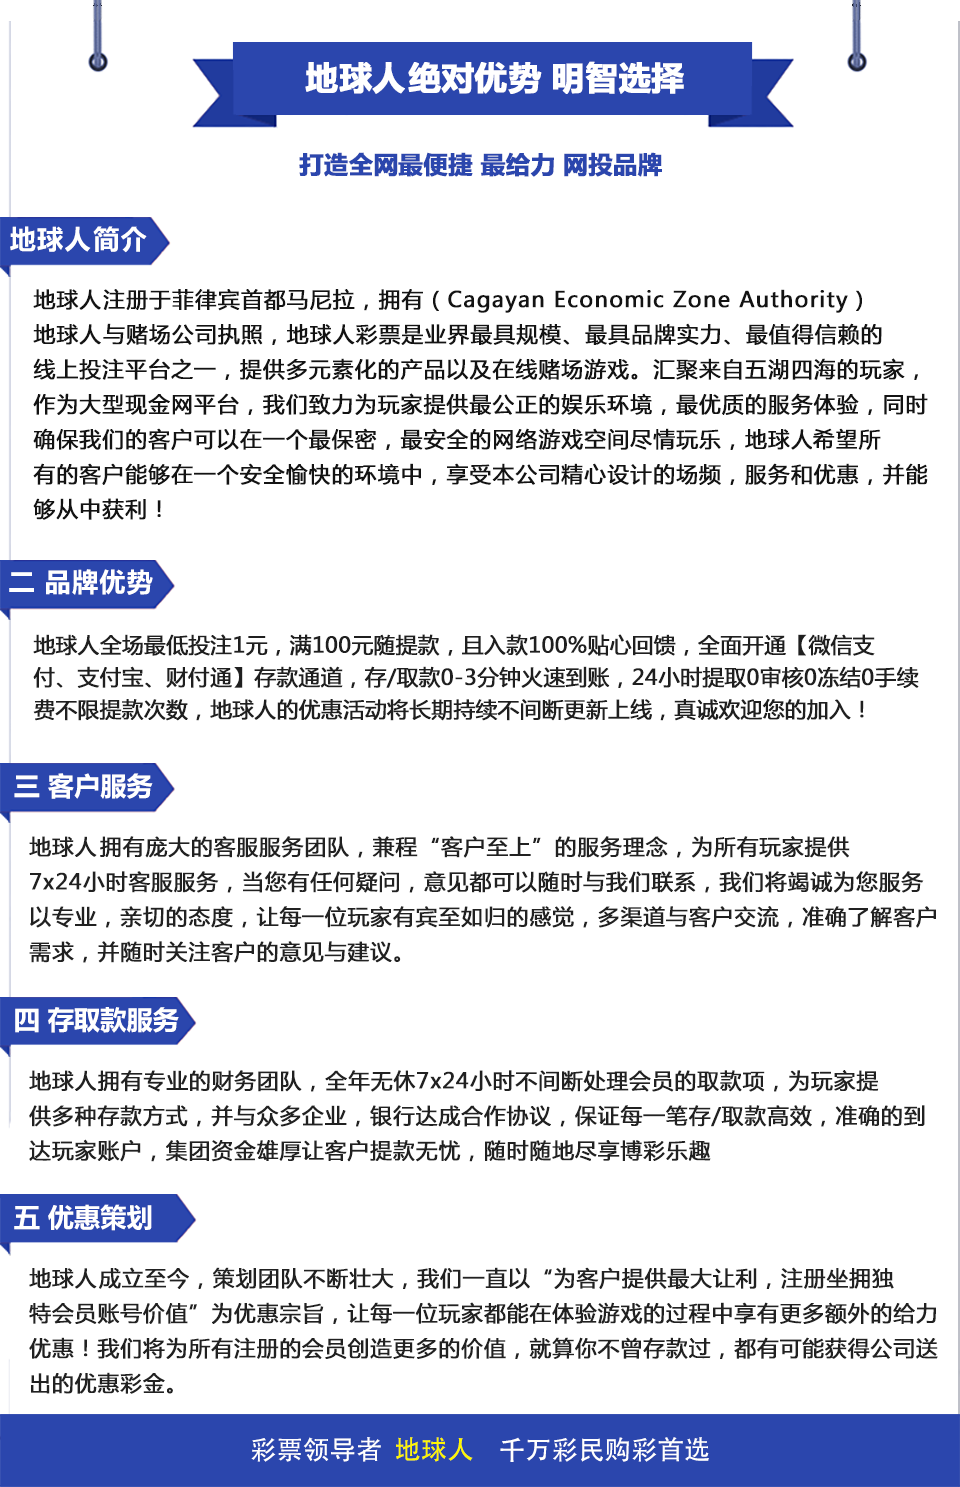 地球人绝对优势 明智选择
打造全网最便捷 最给力 网投品牌
地球人简介
地球人注册于菲律宾首都马尼拉，拥有（Cagayan Economic Zone Authority）
地球人与赌场公司执照，地球人彩票是业界最具规模、最具品牌实力、最值得信赖的
线上投注平台之一，提供多元素化的产品以及在线赌场游戏。汇聚来自五湖四海的玩家，
作为大型现金网平台，我们致力为玩家提供最公正的娱乐环境，最优质的服务体验，同时
确保我们的客户可以在一个最保密，最安全的网络游戏空间尽情玩乐，地球人希望所
有的客户能够在一个安全愉快的环境中，享受本公司精心设计的场频，服务和优惠，并能
够从中获利！
二 品牌优势
地球人全场最低投注1元，满100元随提款，且入款100%贴心回馈，全面开通【微信支
付、支付宝、财付通】存款通道，存/取款0-3分钟火速到账，24小时提取0审核0冻结0手续
费不限提款次数，地球人的优惠活动将长期持续不间断更新上线，真诚欢迎您的加入！
三 客户服务
地球人拥有庞大的客服服务团队，兼程“客户至上”的服务理念，为所有玩家提供
7x24小时客服服务，当您有任何疑问，意见都可以随时与我们联系，我们将竭诚为您服务
以专业，亲切的态度，让每一位玩家有宾至如归的感觉，多渠道与客户交流，准确了解客户
需求，并随时关注客户的意见与建议。
四 存取款服务
地球人拥有专业的财务团队，全年无休7x24小时不间断处理会员的取款项，为玩家提
供多种存款方式，并与众多企业，银行达成合作协议，保证每一笔存/取款高效，准确的到
达玩家账户，集团资金雄厚让客户提款无忧，随时随地尽享博彩乐趣
五 优惠策划
地球人成立至今，策划团队不断壮大，我们一直以“为客户提供最大让利，注册坐拥独
特会员账号价值”为优惠宗旨，让每一位玩家都能在体验游戏的过程中享有更多额外的给力
优惠！我们将为所有注册的会员创造更多的价值，就算你不曾存款过，都有可能获得公司送
出的优惠彩金。
彩票领导者 地球人 千万彩民购彩首选